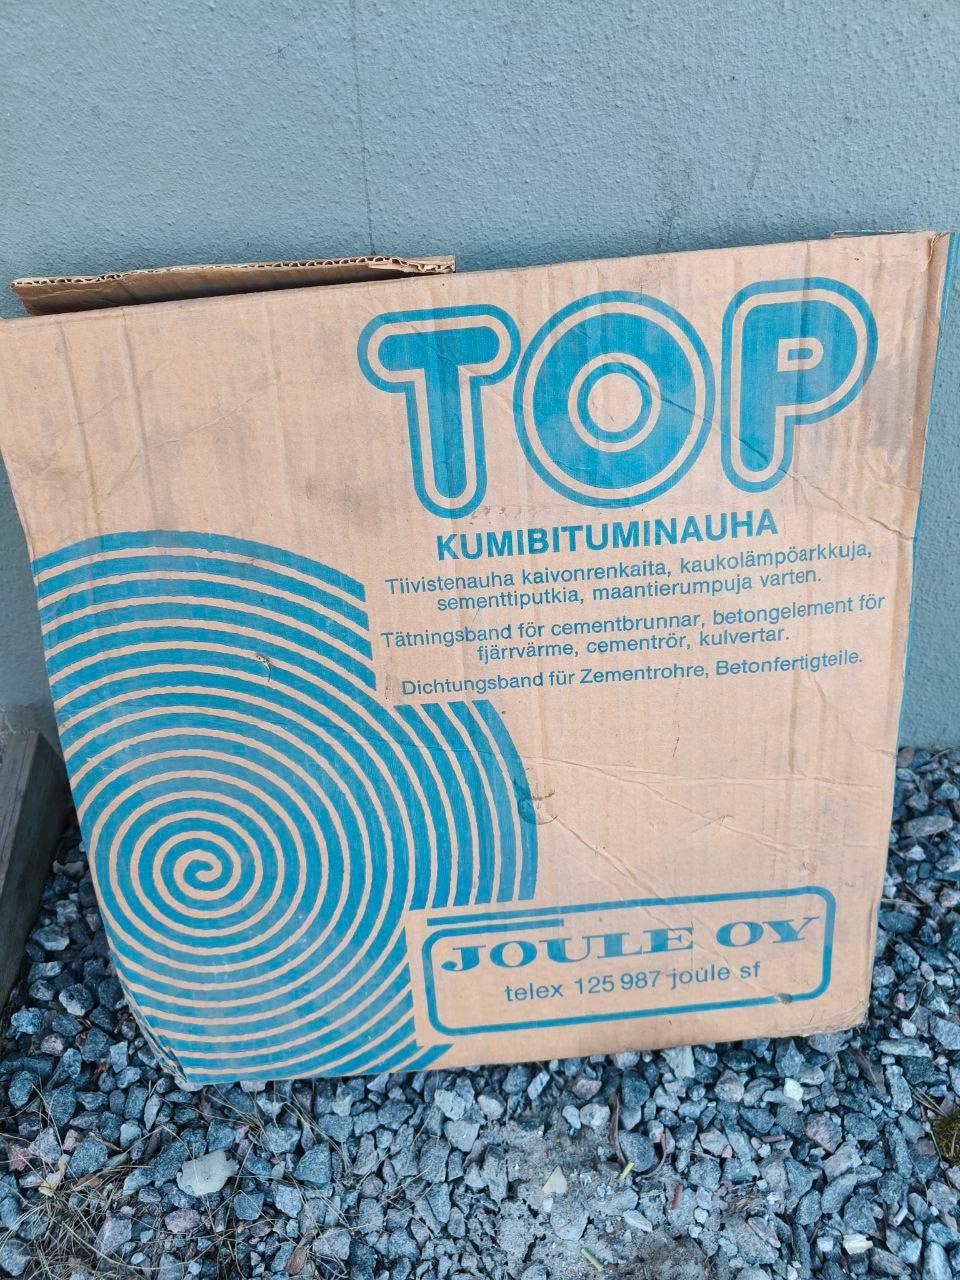 TOP
KUMIBITUMINAUHA
Tiivistenauha kaivonrenkaita, kaukolämpöarkkuja,
sementtiputkia, maantierumpuja varten.
Tätningsband för cementbrunnar, betongelement för
fjärrvärme, cementrör, kulvertar.
Dichtungsband für Zementrohre, Betonfertigteile.
JOULE OY
telex 125 987 joule sf